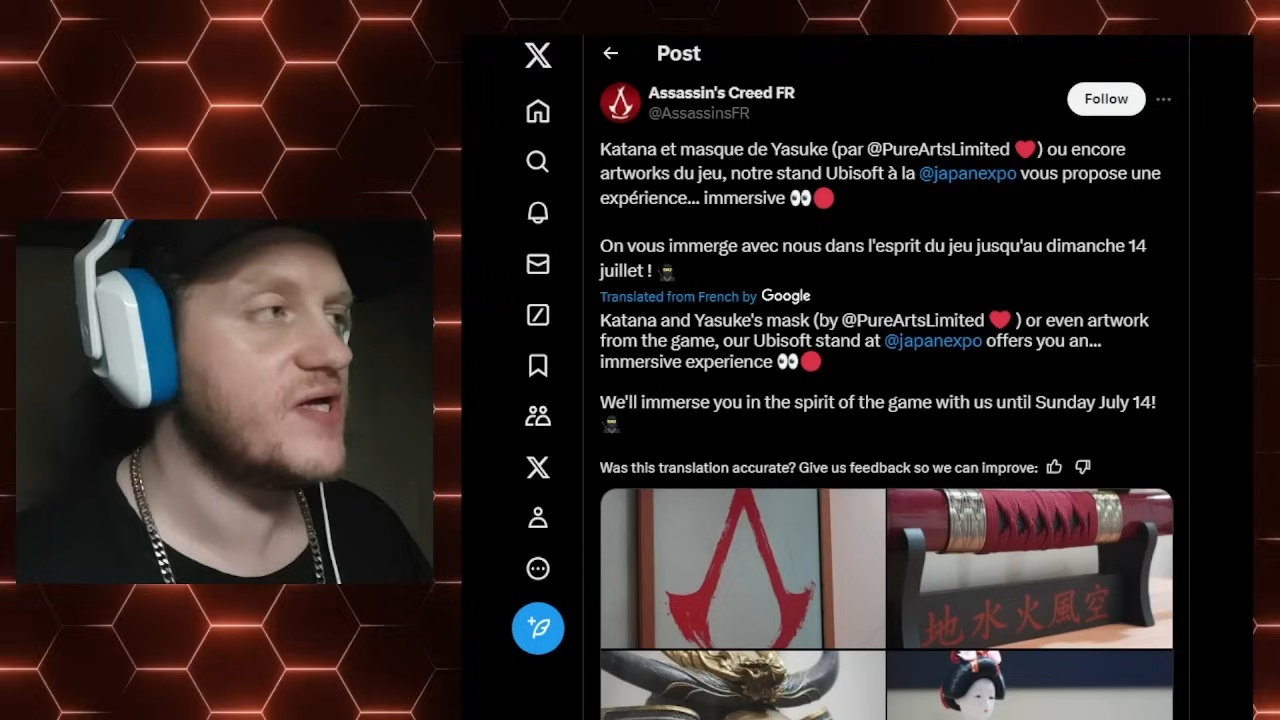 Post
Assassin's Creed FR
@AssassinsFR
Follow
Katana et masque de Yasuke (par @PureArtsLimited ❤️) ou encore
artworks du jeu, notre stand Ubisoft à la @japanexpo vous propose une
expérience... immersive 👀🔴
On vous immerge avec nous dans l'esprit du jeu jusqu'au dimanche 14
juillet ! 🥷
Translated from French by Google
Katana and Yasuke's mask (by @PureArtsLimited ❤️ ) or even artwork
from the game, our Ubisoft stand at @japanexpo offers you an...
immersive experience 👀🔴
We'll immerse you in the spirit of the game with us until Sunday July 14!
🥷
Was this translation accurate? Give us feedback so we can improve:
地水火風空